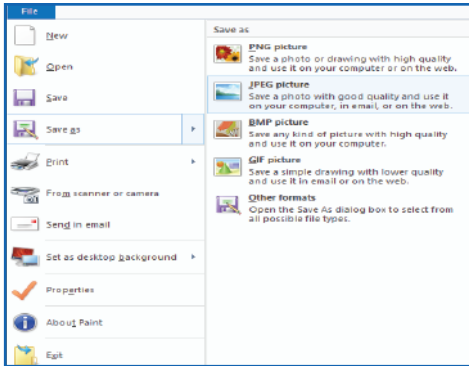 File
New
Open
Save
Save as
Print
From scanner or camera
Send in email
Set as desktop background
Properties
About Paint
Exit
Save as
PNG picture
Save a photo or drawing with high quality
and use it on your computer or on the web.
JPEG picture
Save a photo with good quality and use it
on your computer, in email, or on the web.
BMP picture
Save any kind of picture with high quality
and use it on your computer.
GIF picture
Save a simple drawing with lower quality
and use it in email or on the web.
Other formats
Open the Save As dialog box to select from
all possible file types.